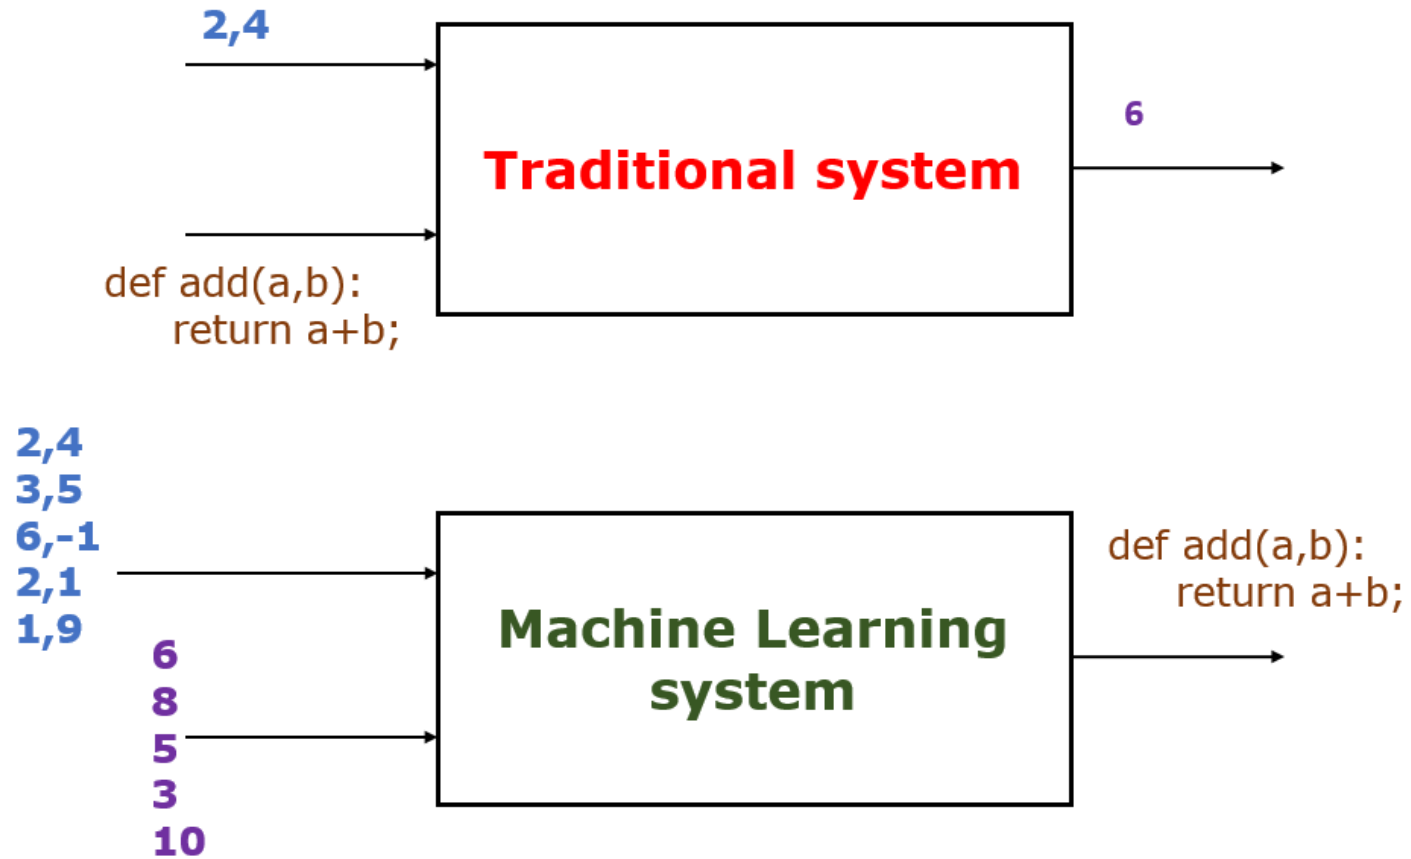 2,4
Traditional system
6
def add(a,b):
return a+b;
2,4
3,5
6,-1
2,1
1,9
6
8
5
3
10
Machine Learning
system
def add(a,b):
return a+b;